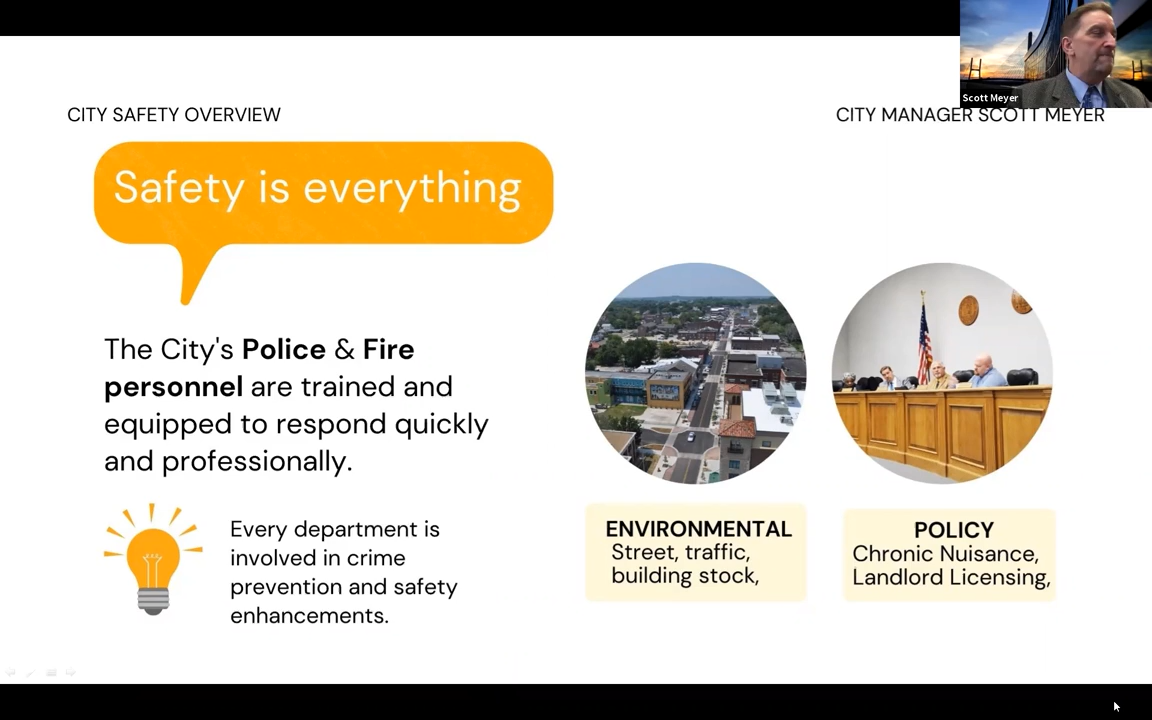 Scott Meyer
CITY SAFETY OVERVIEW
CITY MANAGER SCOTT MEYER
Safety is everything
The City's Police & Fire
personnel are trained and
equipped to respond quickly
and professionally.
Every department is
involved in crime
prevention and safety
enhancements.
ENVIRONMENTAL
Street, traffic,
building stock,
POLICY
Chronic Nuisance,
Landlord Licensing,